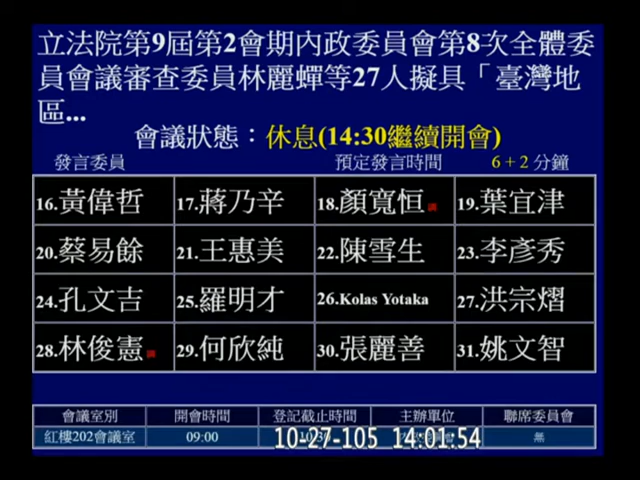 立法院第9屆第2會期內政委員會第8次全體委
員會議審查委員林麗蟬等27人擬具「臺灣地
區...
會議狀態：休息(14:30繼續開會)
發言委員 預定發言時間 6 + 2 分鐘
16.黃偉哲 17.蔣乃辛 18.顏寬恒 19.葉宜津
20.蔡易餘 21.王惠美 22.陳雪生 23.李彥秀
24.孔文吉 25.羅明才 26.Kolas Yotaka 27.洪宗熠
28.林俊憲 29.何欣純 30.張麗善 31.姚文智
會議室別 開會時間 登記截止時間 主辦單位 聯席委員會
紅樓202會議室 09:00 無
10-27-105 14:01:54